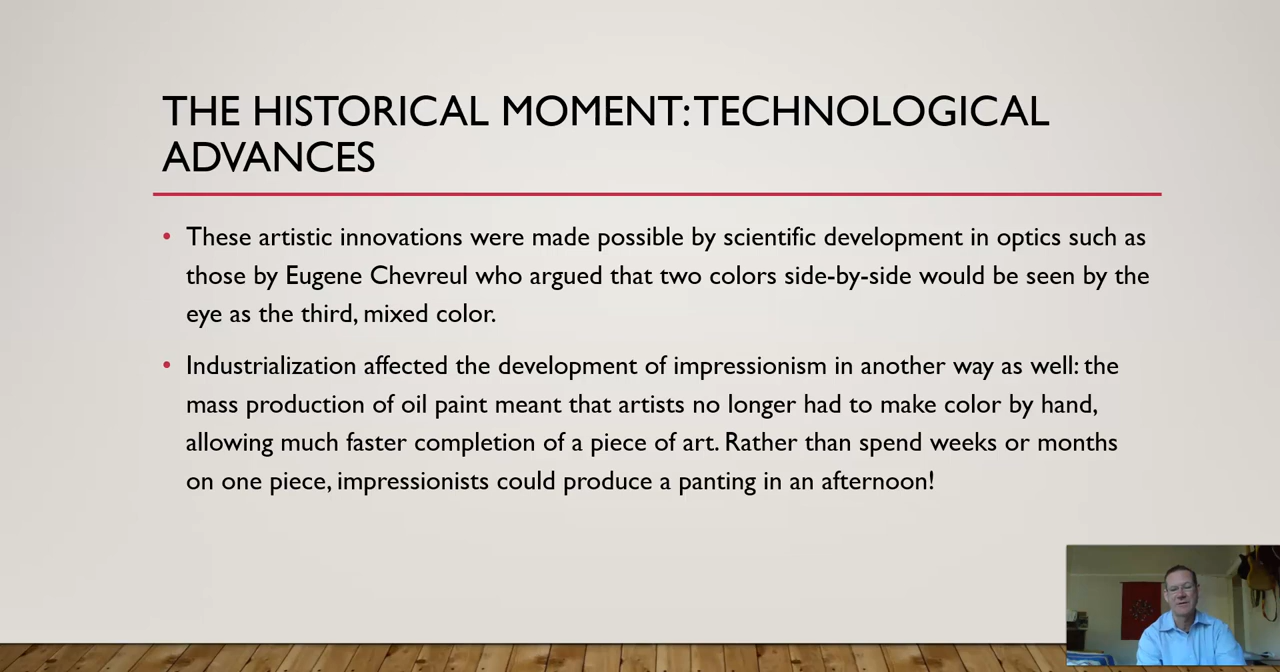 THE HISTORICAL MOMENT: TECHNOLOGICAL
ADVANCES
• These artistic innovations were made possible by scientific development in optics such as
those by Eugene Chevreul who argued that two colors side-by-side would be seen by the
eye as the third, mixed color.
• Industrialization affected the development of impressionism in another way as well: the
mass production of oil paint meant that artists no longer had to make color by hand,
allowing much faster completion of a piece of art. Rather than spend weeks or months
on one piece, impressionists could produce a panting in an afternoon!